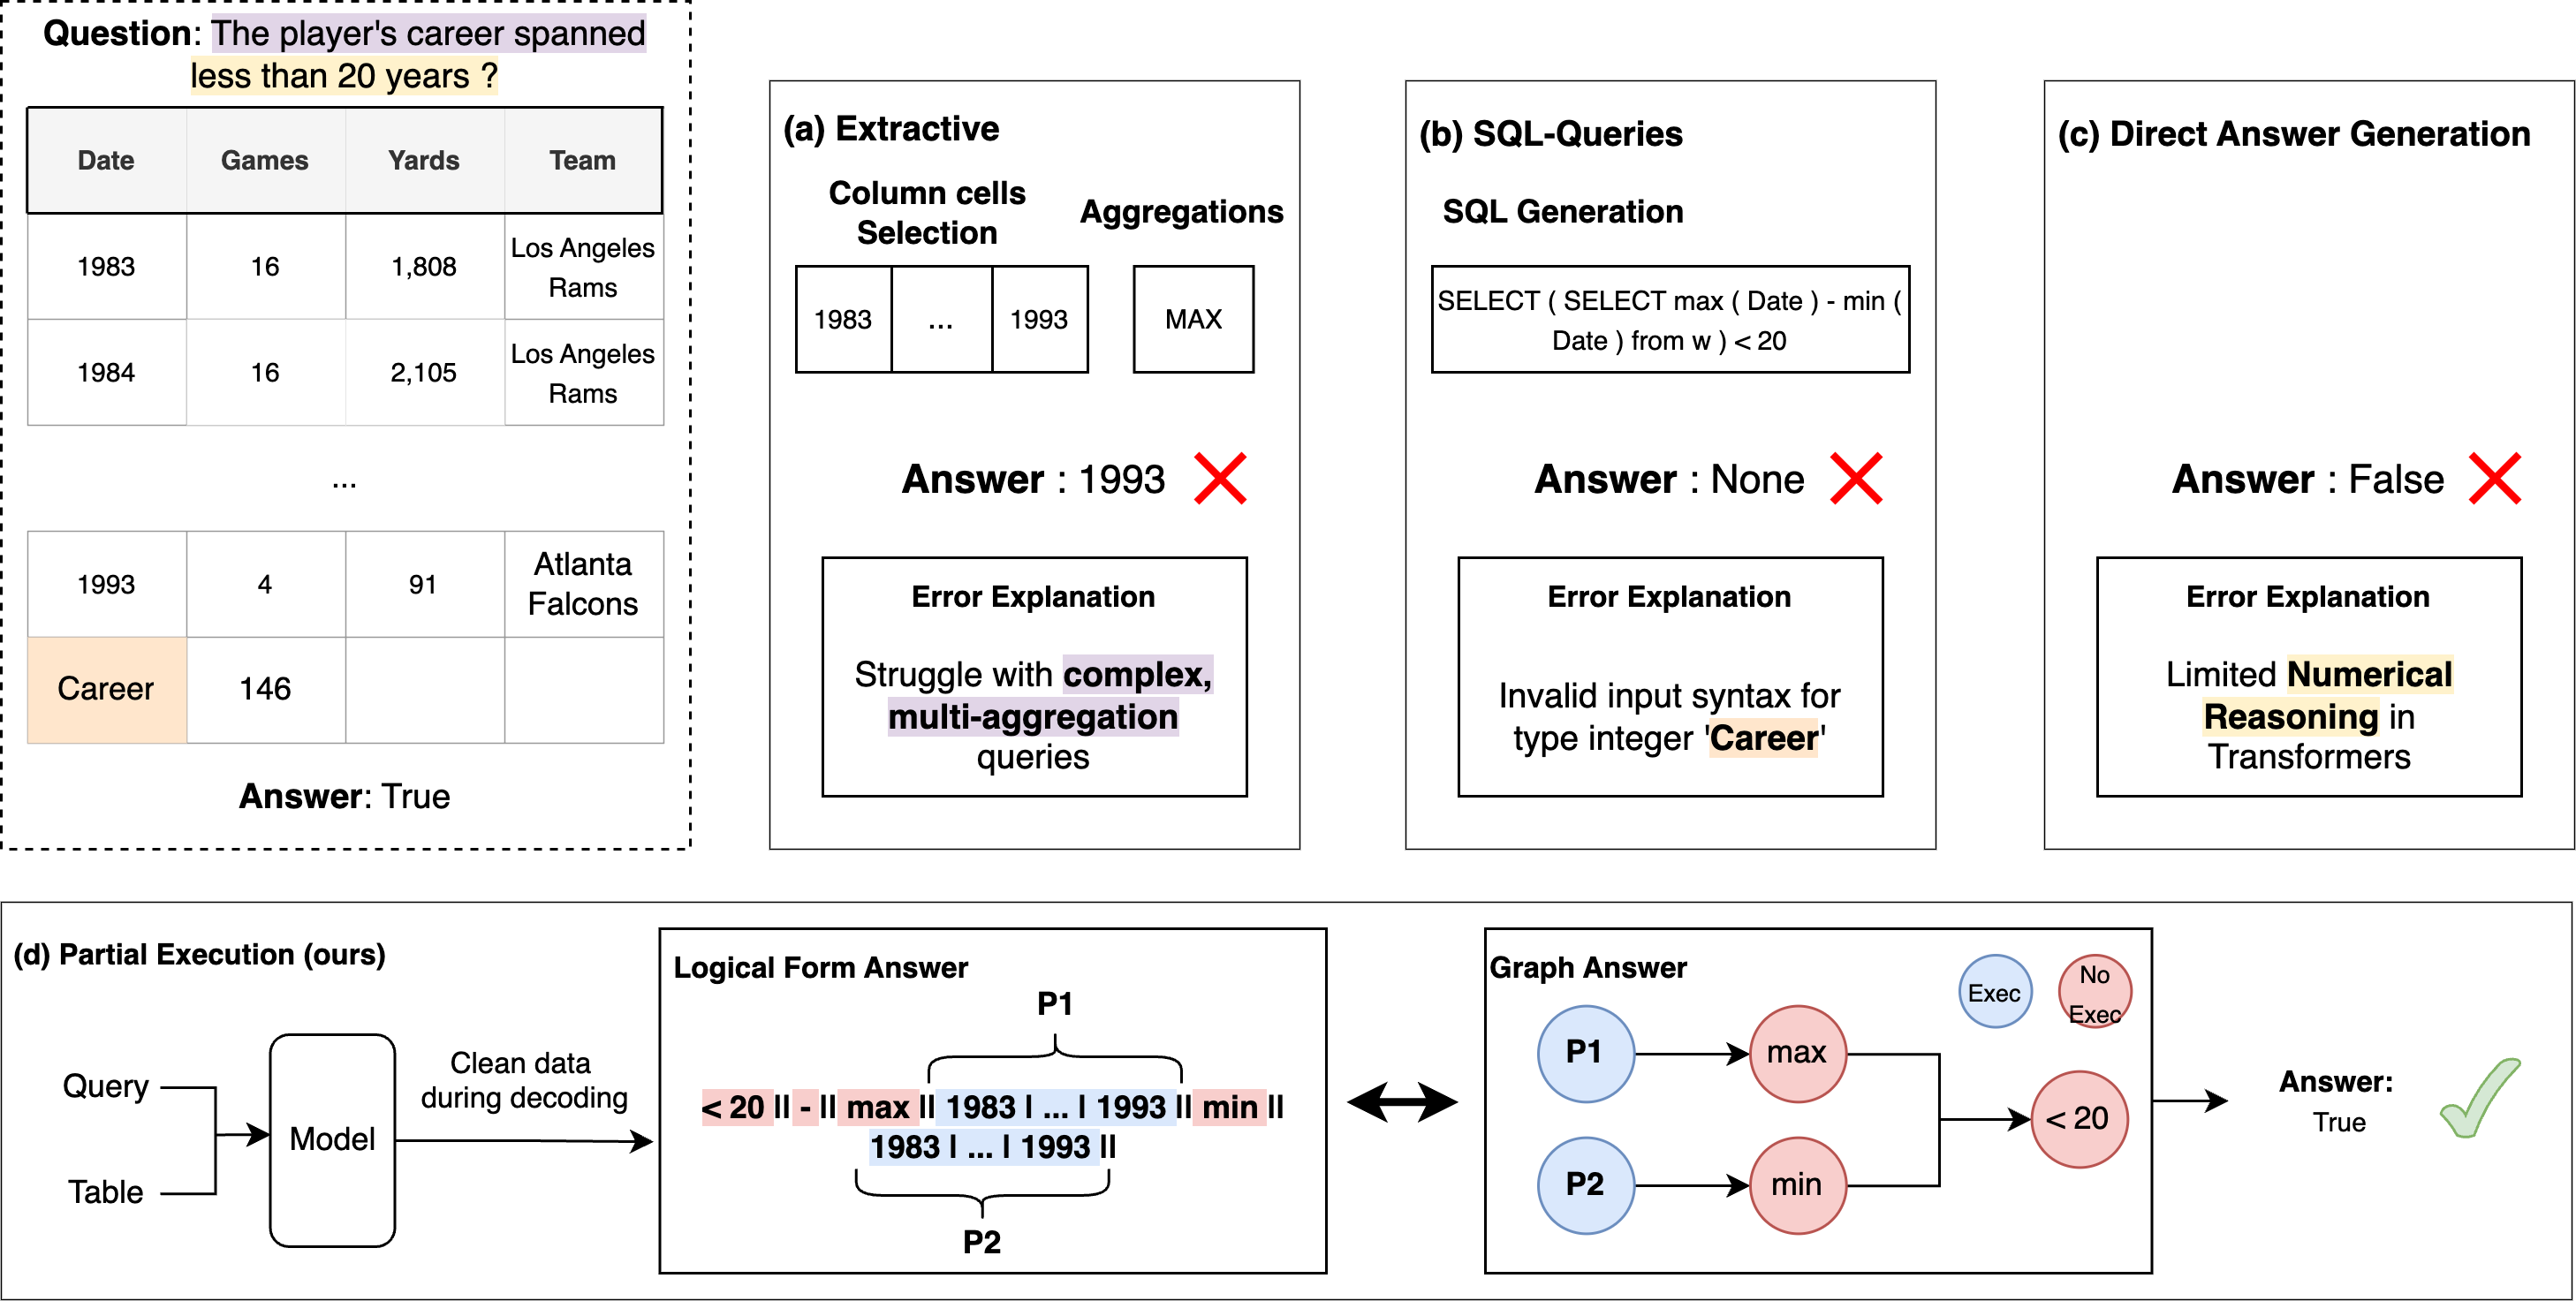 Question: The player's career spanned
less than 20 years ?
Date Games Yards Team
1983 16 1,808 Los Angeles
Rams
1984 16 2,105 Los Angeles
Rams
...
1993 4 91 Atlanta
Falcons
Career 146
Answer: True
(a) Extractive
Column cells
Selection
Aggregations
1983 ... 1993 MAX
Answer : 1993
Error Explanation
Struggle with complex,
multi-aggregation
queries
(b) SQL-Queries
SQL Generation
SELECT ( SELECT max ( Date ) - min (
Date ) from w ) < 20
Answer : None
Error Explanation
Invalid input syntax for
type integer 'Career'
(c) Direct Answer Generation
Answer : False
Error Explanation
Limited Numerical
Reasoning in
Transformers
(d) Partial Execution (ours)
Query
Table
Model
Clean data
during decoding
Logical Form Answer
P1
< 20 || - || max || 1983 | ... | 1993 || min ||
1983 | ... | 1993 ||
P2
Graph Answer
Exec
No
Exec
P1 max
P2 min
< 20
Answer:
True